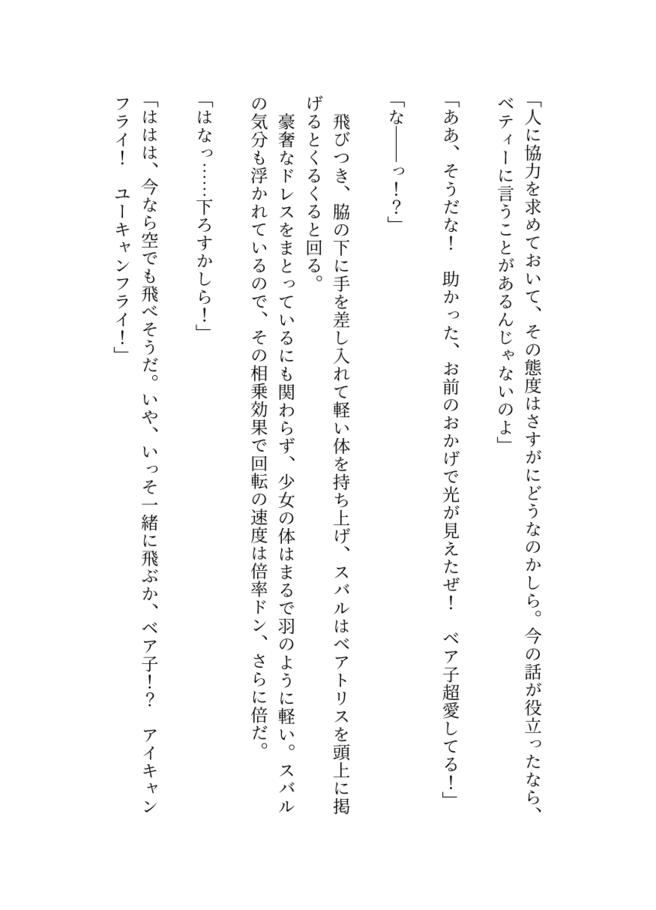 「人に協力を求めておいて、その態度はさすがにどうなのかしら。今の話が役立ったなら、
ベティーに言うことがあるんじゃないのよ」
「ああ、そうだな！　助かった、お前のおかげで光が見えたぜ！　ベア子超愛してる！」
「な――っ！？」
　飛びつき、脇の下に手を差し入れて軽い体を持ち上げ、スバルはベアトリスを頭上に掲
げるとくるくると回る。
　豪奢なドレスをまとっているにも関わらず、少女の体はまるで羽のように軽い。スバル
の気分も浮かれているので、その相乗効果で回転の速度は倍率ドン、さらに倍だ。
「はなっ……下ろすかしら！」
「ははは、今なら空でも飛べそうだ。いや、いっそ一緒に飛ぶか、ベア子！？　アイキャン
フライ！　ユーキャンフライ！」